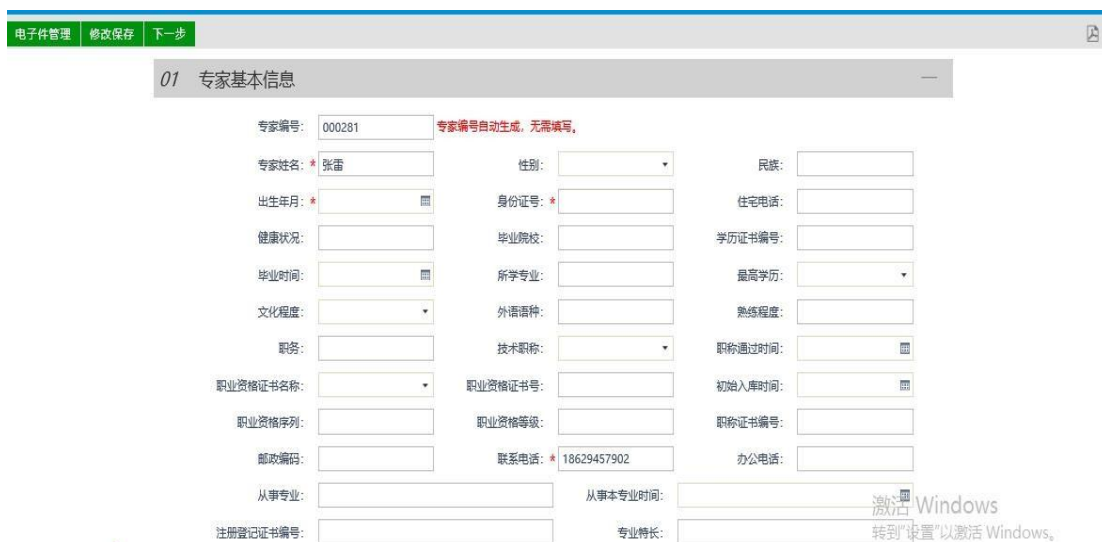 电子件管理 修改保存 下一步
01 专家基本信息
专家编号： 000281 专家编号自动生成，无需填写。
专家姓名： * 张雷 性别： 民族：
出生年月： * 身份证号： * 住宅电话：
健康状况： 毕业院校： 学历证书编号：
毕业时间： 所学专业： 最高学历：
文化程度： 外语语种： 熟练程度：
职务： 技术职称： 职称通过时间：
职业资格证书名称： 职业资格证书号： 初始入库时间：
职业资格序列： 职业资格等级： 职称证书编号：
邮政编码： 联系电话： * 18629457902 办公电话：
从事专业： 从事本专业时间：
激活 Windows
注册登记证书编号： 专业特长：
转到"设置"以激活 Windows。